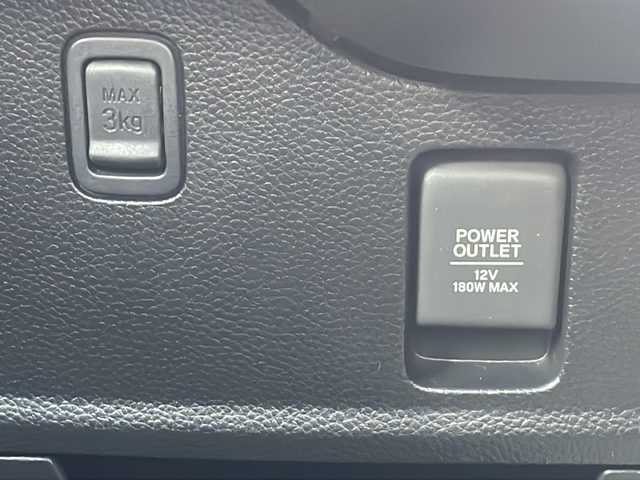 MAX
3kg
POWER
OUTLET
12V
180W MAX